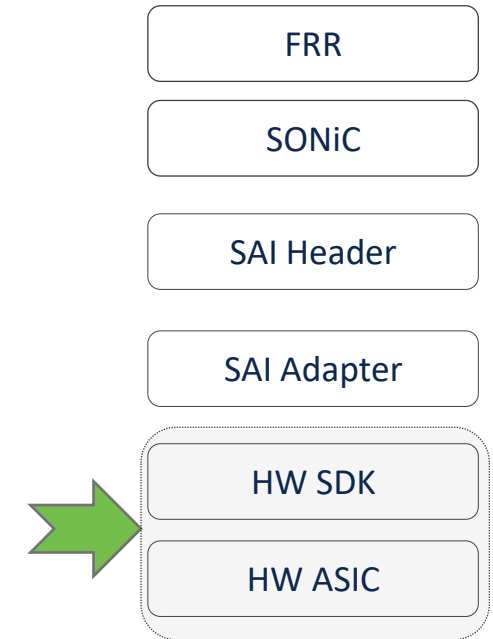 FRR
SONiC
SAI Header
SAI Adapter
HW SDK
HW ASIC